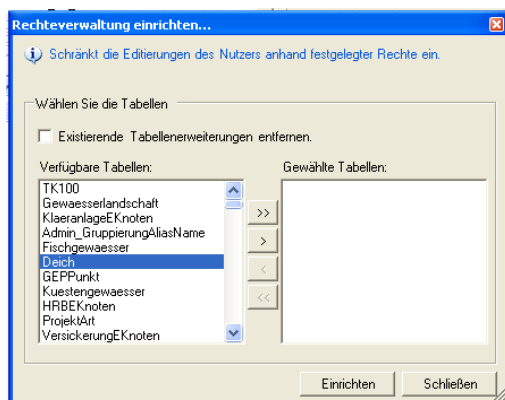 Rechteverwaltung einrichten...
Schränkt die Editierungen des Nutzers anhand festgelegter Rechte ein.
Wählen Sie die Tabellen
Existierende Tabellenerweiterungen entfernen.
Verfügbare Tabellen:
Gewählte Tabellen:
TK100
Gewaesserlandschaft
KlaeranlageEKnoten
Admin_GruppierungAliasName
Fischgewaesser
Deich
GEPPunkt
Kuestengewaesser
HRBEKnoten
ProjektArt
VersickerungEKnoten
>>
>
<
<<
Einrichten
Schließen